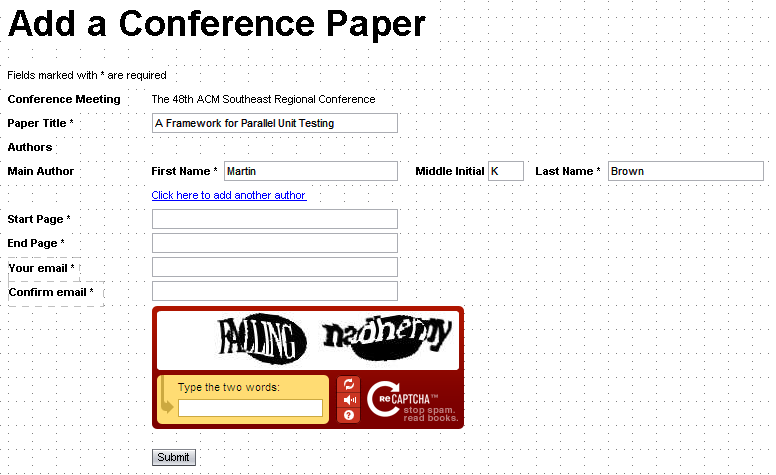 Add a Conference Paper
Fields marked with * are required
Conference Meeting The 48th ACM Southeast Regional Conference
Paper Title * A Framework for Parallel Unit Testing
Authors
Main Author First Name * Martin Middle Initial K Last Name * Brown
Click here to add another author
Start Page *
End Page *
Your email *
Confirm email *
FALLING
Type the two words:
reCAPTCHA™
stop spam.
read books.
Submit